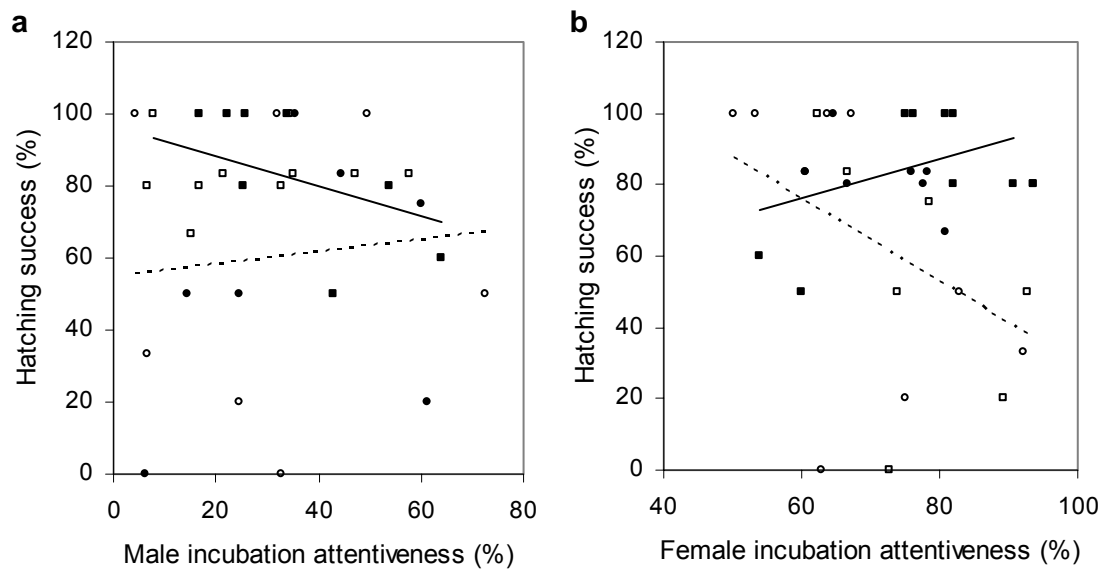 a
120
100
80
60
40
20
0
0 20 40 60 80
Hatching success (%)
Male incubation attentiveness (%)
b
120
100
80
60
40
20
0
40 60 80 100
Hatching success (%)
Female incubation attentiveness (%)